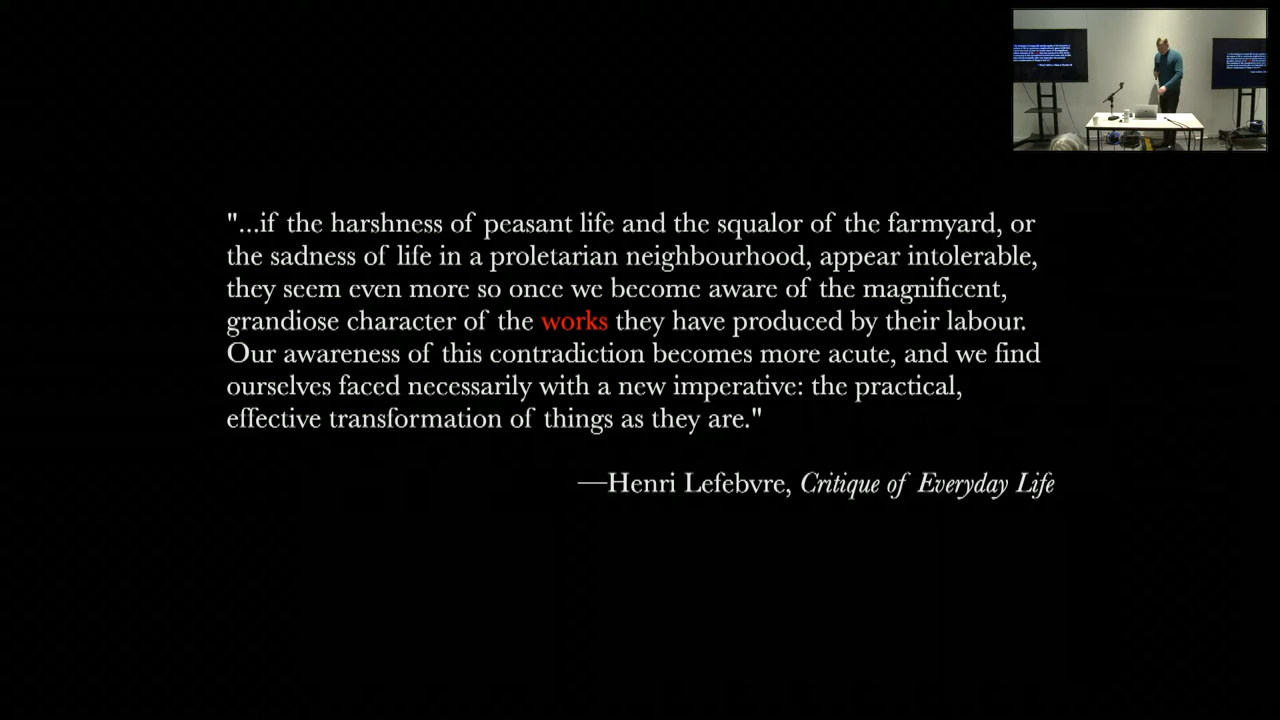 "...if the harshness of peasant life and the squalor of the farmyard, or
the sadness of life in a proletarian neighbourhood, appear intolerable,
they seem even more so once we become aware of the magnificent,
grandiose character of the works they have produced by their labour.
Our awareness of this contradiction becomes more acute, and we find
ourselves faced necessarily with a new imperative: the practical,
effective transformation of things as they are."
—Henri Lefebvre, Critique of Everyday Life